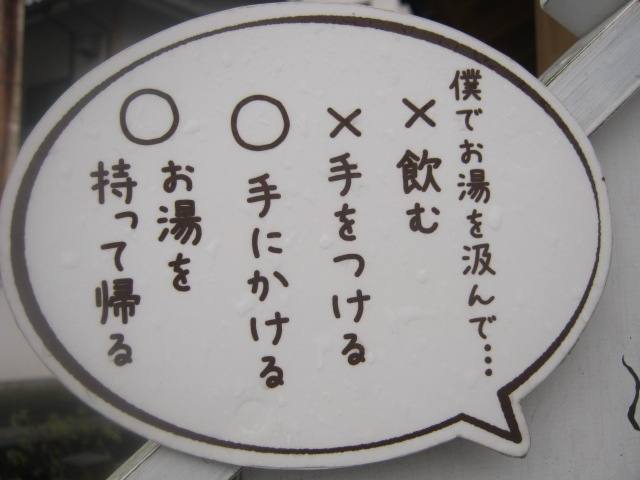 僕でお湯を汲んで…
×飲む
×手をつける
○手にかける
○お湯を
持って帰る